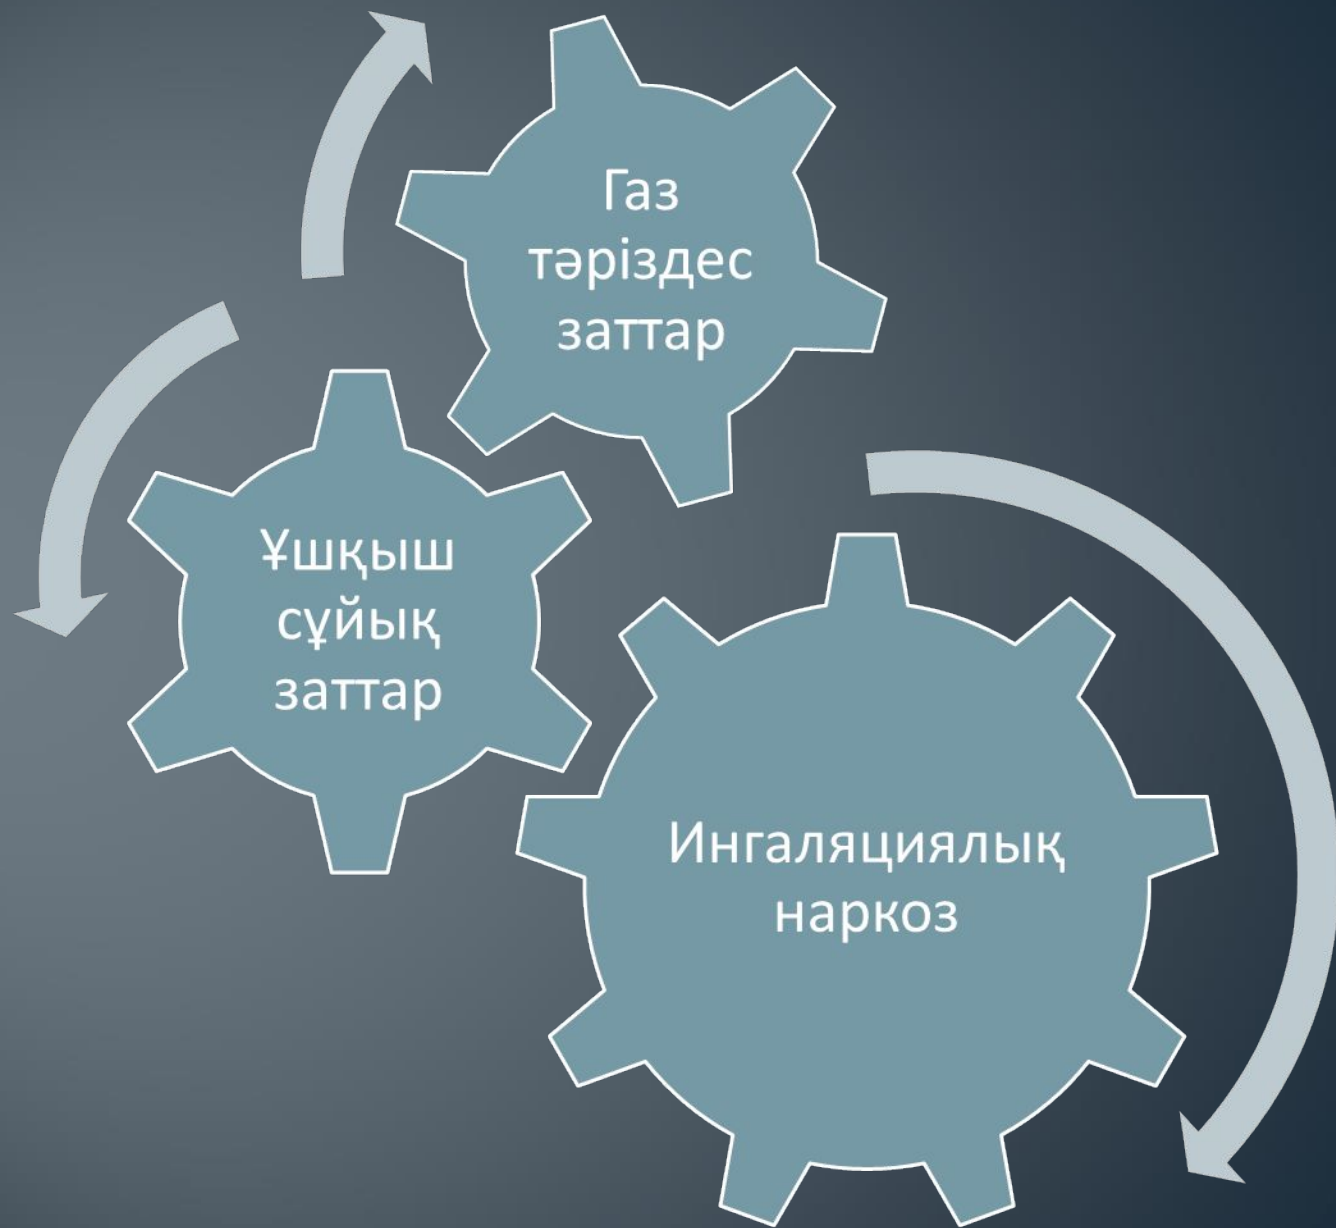 Газ
тәріздес
заттар
Ұшқыш
сұйық
заттар
Ингаляциялық
наркоз